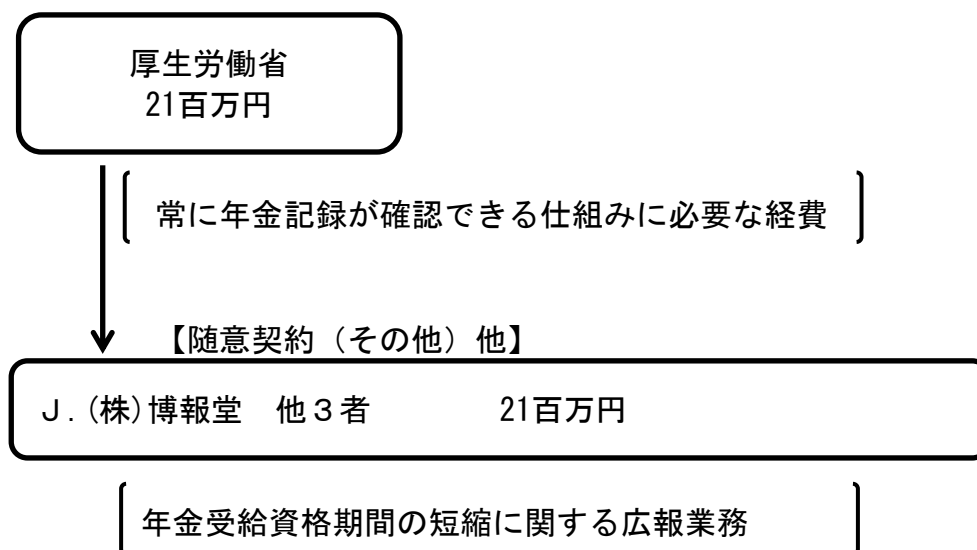 厚生労働省
21百万円
常に年金記録が確認できる仕組みに必要な経費
【随意契約（その他）他】
Ｊ.(株)博報堂　他３者　　　　21百万円
年金受給資格期間の短縮に関する広報業務